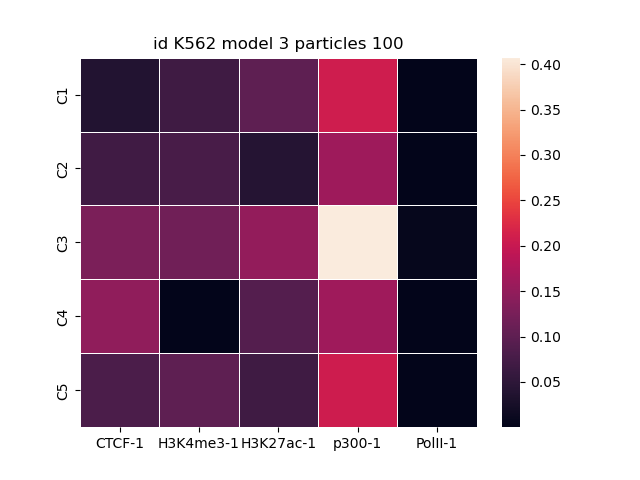 id K562 model 3 particles 100
C1
C2
C3
C4
C5
CTCF-1 H3K4me3-1 H3K27ac-1 p300-1 PolII-1
0.40
0.35
0.30
0.25
0.20
0.15
0.10
0.05